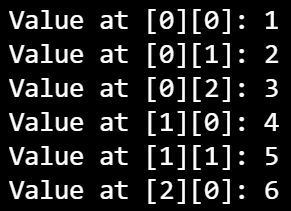 Value at [0][0]: 1
Value at [0][1]: 2
Value at [0][2]: 3
Value at [1][0]: 4
Value at [1][1]: 5
Value at [2][0]: 6